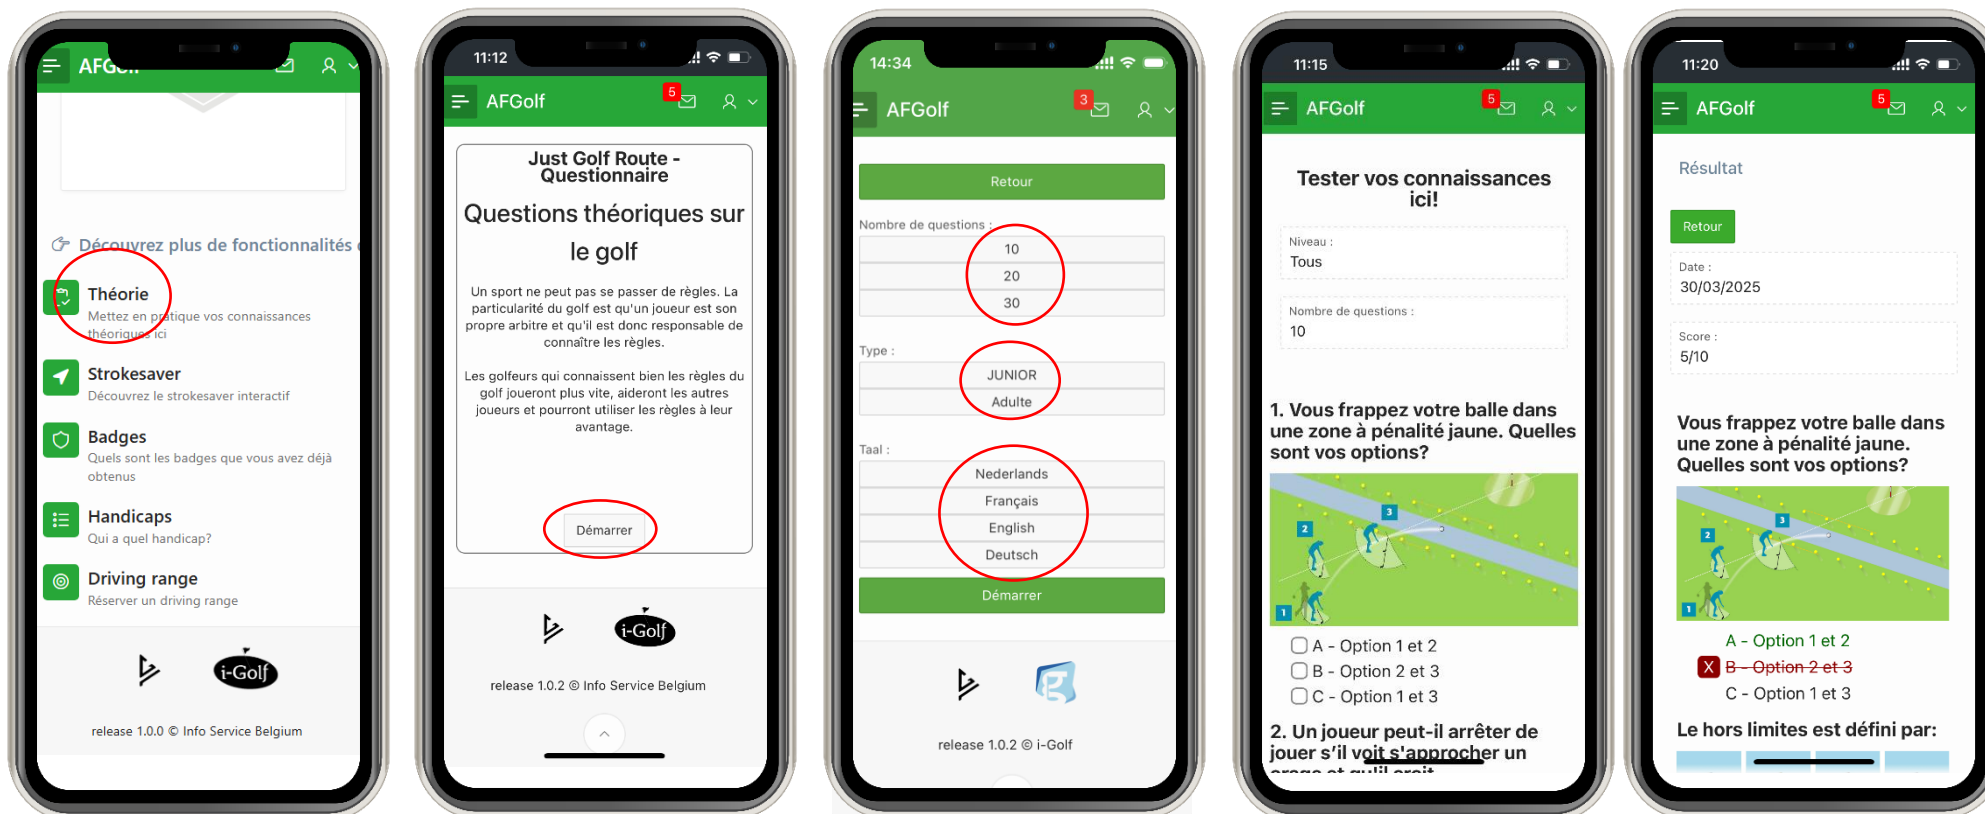 AFGolf
Découvrez plus de fonctionnalités
Théorie
Mettez en pratique vos connaissances
théoriques ici
Strokesaver
Découvrez le strokesaver interactif
Badges
Quels sont les badges que vous avez déjà
obtenus
Handicaps
Qui a quel handicap?
Driving range
Réserver un driving range
i-Golf
release 1.0.0 © Info Service Belgium
11:12
AFGolf
5
Just Golf Route -
Questionnaire
Questions théoriques sur
le golf
Un sport ne peut pas se passer de règles. La
particularité du golf est qu'un joueur est son
propre arbitre et qu'il est donc responsable de
connaître les règles.
Les golfeurs qui connaissent bien les règles du
golf joueront plus vite, aideront les autres
joueurs et pourront utiliser les règles à leur
avantage.
Démarrer
i-Golf
release 1.0.2 © Info Service Belgium
14:34
AFGolf
3
Retour
Nombre de questions :
10
20
30
Type :
JUNIOR
Adulte
Taal :
Nederlands
Français
English
Deutsch
Démarrer
g
release 1.0.2 © i-Golf
11:15
AFGolf
5
Tester vos connaissances
ici!
Niveau :
Tous
Nombre de questions :
10
1. Vous frappez votre balle dans
une zone à pénalité jaune. Quelles
sont vos options?
3
2
1
A - Option 1 et 2
B - Option 2 et 3
C - Option 1 et 3
2. Un joueur peut-il arrêter de
jouer s'il voit s'approcher un
orage et qu'il croit
11:20
AFGolf
5
Résultat
Retour
Date :
30/03/2025
Score :
5/10
Vous frappez votre balle dans
une zone à pénalité jaune.
Quelles sont vos options?
3
2
1
A - Option 1 et 2
X B - Option 2 et 3
C - Option 1 et 3
Le hors limites est défini par: